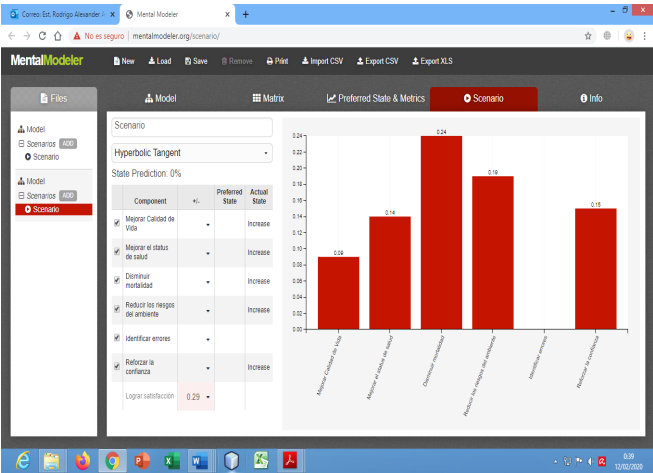 Correo: Est. Rodrigo Alexander A
Mental Modeler
No es seguro | mentalmodeler.org/scenario/
MentalModeler
New
Load
Save
Remove
Print
Import CSV
Export CSV
Export XLS
Files
Model
Matrix
Preferred State & Metrics
Scenario
Info
Model
Scenarios ADD
Scenario
Model
Scenarios ADD
Scenario
Scenario
Hyperbolic Tangent
State Prediction: 0%
Component +/- Preferred State Actual State
Mejorar Calidad de Vida Increase
Mejorar el status de salud Increase
Disminuir mortalidad Increase
Reducir los riesgos del ambiente Increase
Identificar errores
Reforzar la confianza Increase
Lograr satisfacción 0.29
0.24
0.22
0.20
0.18
0.16
0.14
0.12
0.10
0.08
0.06
0.04
0.02
0.00
0.09
0.14
0.24
0.19
0.15
Mejorar Calidad de Vida
Mejorar el status de salud
Disminuir mortalidad
Reducir los riesgos del ambiente
Identificar errores
Reforzar la confianza
0:39
12/02/2020